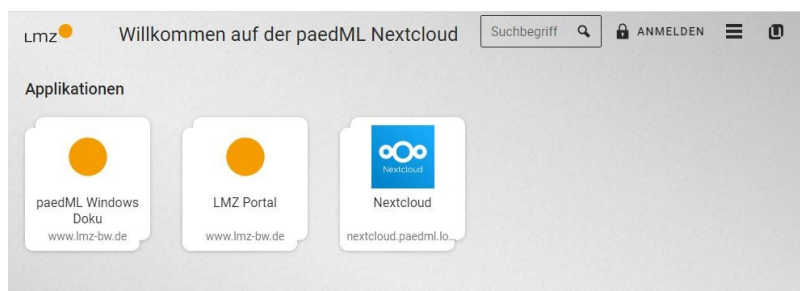 LMZ
Willkommen auf der paedML Nextcloud
Suchbegriff
ANMELDEN
Applikationen
Nextcloud
paedML Windows
Doku
www.lmz-bw.de
LMZ Portal
www.lmz-bw.de
Nextcloud
nextcloud.paedml.lo...